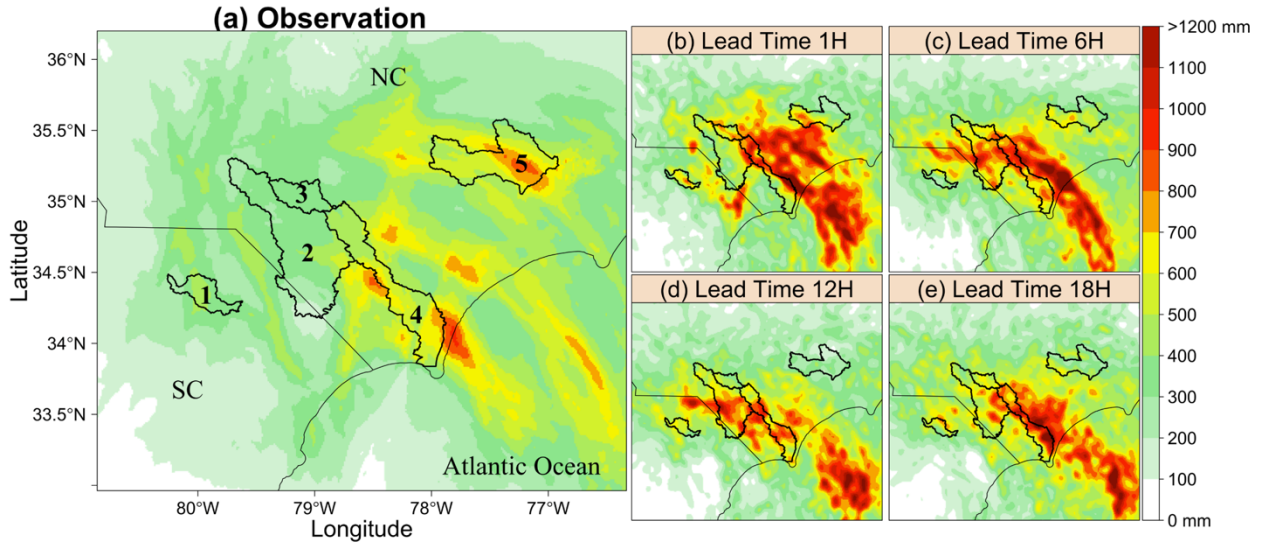 (a) Observation
36°N
35.5°N
35°N
34.5°N
34°N
33.5°N
Latitude
80°W
79°W
78°W
77°W
Longitude
NC
SC
Atlantic Ocean
1
2
3
4
5
(b) Lead Time 1H
(c) Lead Time 6H
(d) Lead Time 12H
(e) Lead Time 18H
>1200 mm
1100
1000
900
800
700
600
500
400
300
200
100
0 mm